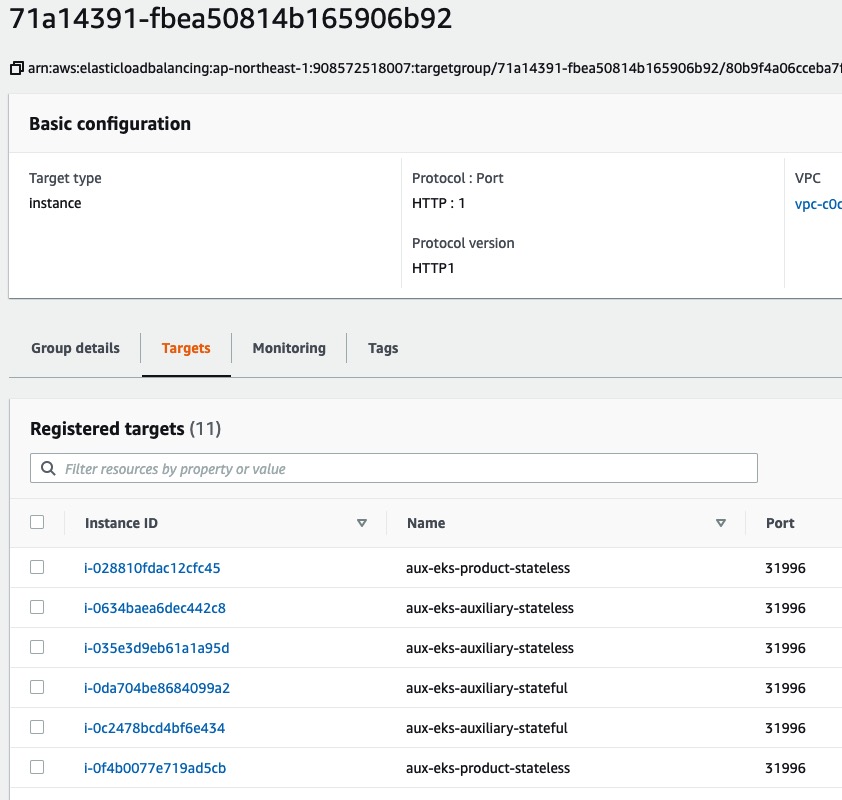 71a14391-fbea50814b165906b92
arn:aws:elasticloadbalancing:ap-northeast-1:908572518007:targetgroup/71a14391-fbea50814b165906b92/80b9f4a06cceba7f
Basic configuration
Target type
instance
Protocol : Port
HTTP : 1
Protocol version
HTTP1
VPC
vpc-c0c
Group details
Targets
Monitoring
Tags
Registered targets (11)
Filter resources by property or value
Instance ID Name Port
i-028810fdac12cfc45 aux-eks-product-stateless 31996
i-0634baea6dec442c8 aux-eks-auxiliary-stateless 31996
i-035e3d9eb61a1a95d aux-eks-auxiliary-stateless 31996
i-0da704be8684099a2 aux-eks-auxiliary-stateful 31996
i-0c2478bcd4bf6e434 aux-eks-auxiliary-stateful 31996
i-0f4b0077e719ad5cb aux-eks-product-stateless 31996